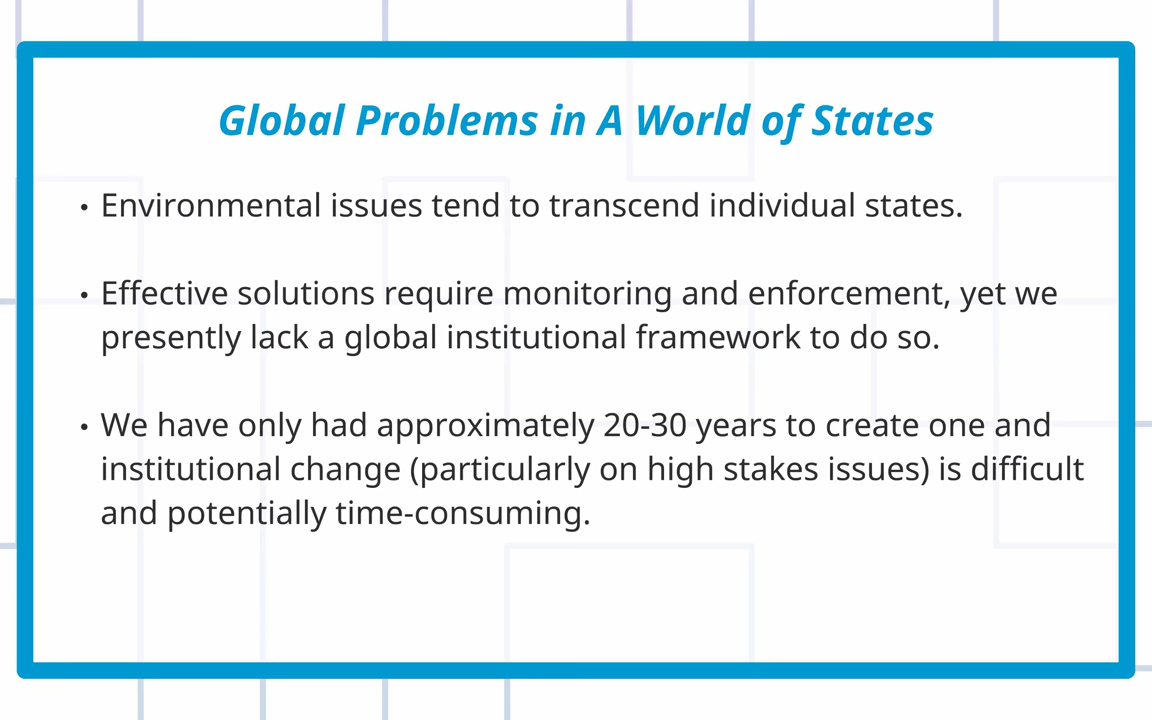 Global Problems in A World of States
• Environmental issues tend to transcend individual states.
• Effective solutions require monitoring and enforcement, yet we
presently lack a global institutional framework to do so.
• We have only had approximately 20-30 years to create one and
institutional change (particularly on high stakes issues) is difficult
and potentially time-consuming.